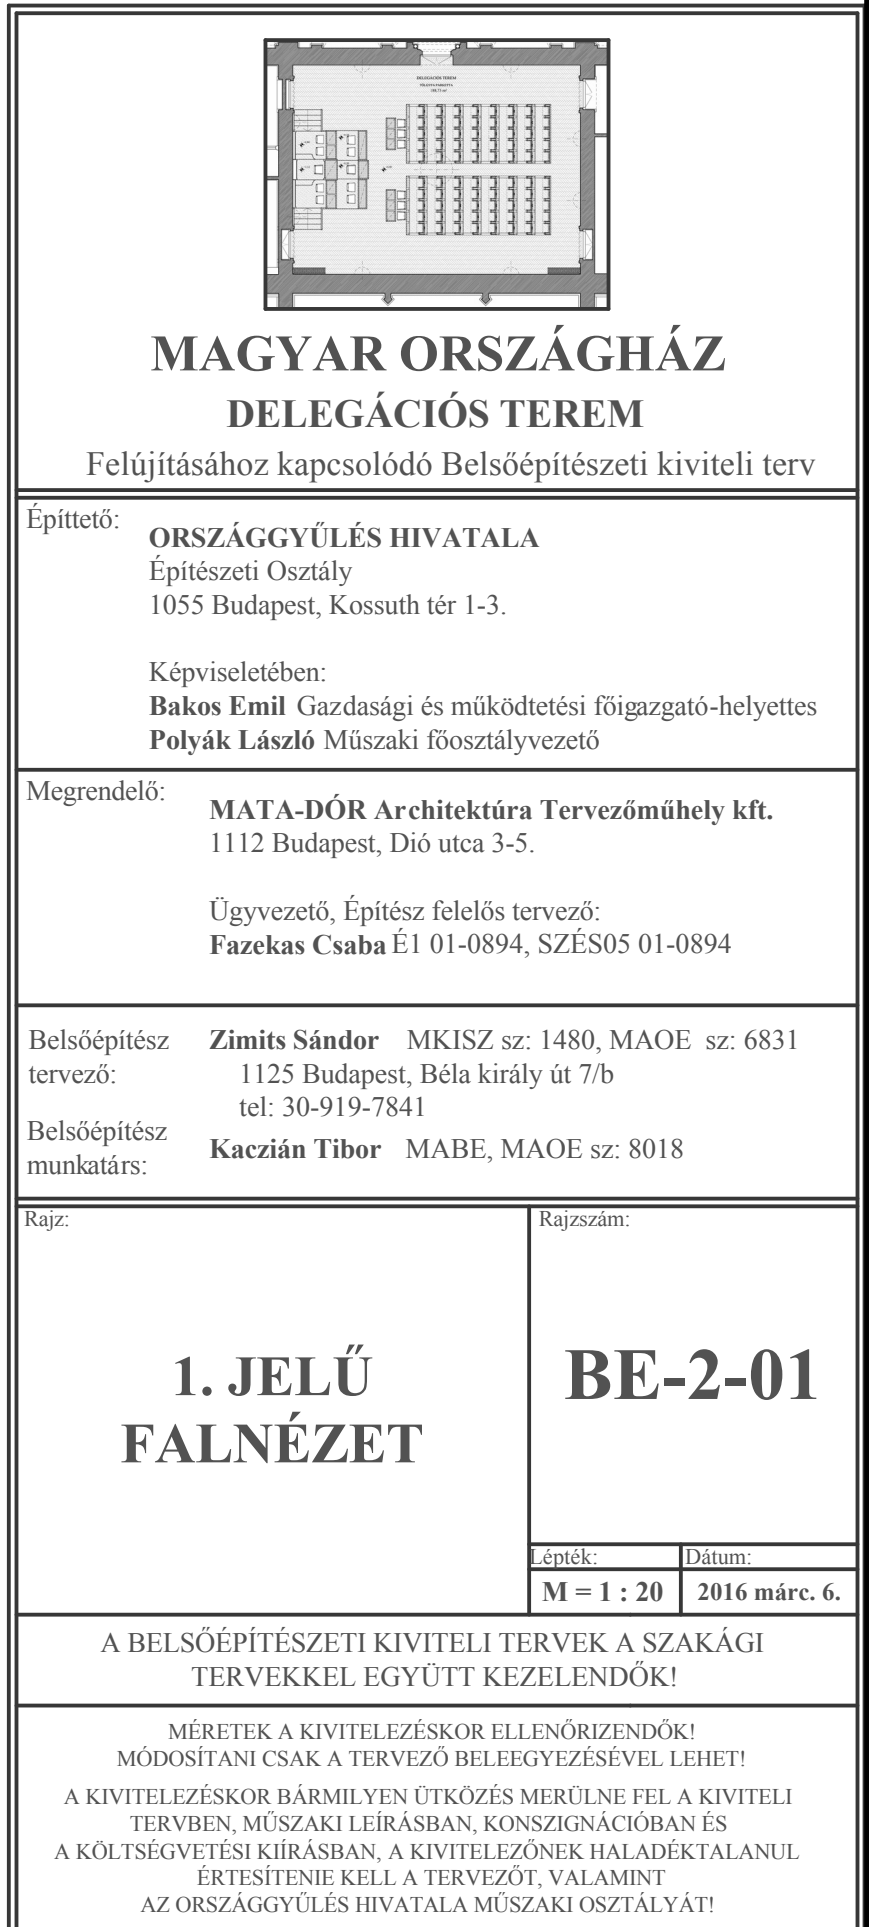 DELEGÁCIÓS TEREM
MAGYAR ORSZÁGHÁZ
DELEGÁCIÓS TEREM
Felújításához kapcsolódó Belsőépítészeti kiviteli terv
Építtető:
ORSZÁGGYŰLÉS HIVATALA
Építészeti Osztály
1055 Budapest, Kossuth tér 1-3.
Képviseletében:
Bakos Emil Gazdasági és működtetési főigazgató-helyettes
Polyák László Műszaki főosztályvezető
Megrendelő:
MATA-DÓR Architektúra Tervezőműhely kft.
1112 Budapest, Dió utca 3-5.
Ügyvezető, Építész felelős tervező:
Fazekas Csaba É1 01-0894, SZÉS05 01-0894
Belsőépítész tervező:
Zimits Sándor MKISZ sz: 1480, MAOE sz: 6831
1125 Budapest, Béla király út 7/b
tel: 30-919-7841
Belsőépítész munkatárs:
Kaczián Tibor MABE, MAOE sz: 8018
Rajz:
1. JELŰ
FALNÉZET
Rajzszám:
BE-2-01
Lépték:
M = 1 : 20
Dátum:
2016 márc. 6.
A BELSŐÉPÍTÉSZETI KIVITELI TERVEK A SZAKÁGI
TERVEKKEL EGYÜTT KEZELENDŐK!
MÉRETEK A KIVITELEZÉSKOR ELLENŐRIZENDŐK!
MÓDOSÍTANI CSAK A TERVEZŐ BELEEGYEZÉSÉVEL LEHET!
A KIVITELEZÉSKOR BÁRMILYEN ÜTKÖZÉS MERÜLNE FEL A KIVITELI
TERVBEN, MŰSZAKI LEÍRÁSBAN, KONSZIGNÁCIÓBAN ÉS
A KÖLTSÉGVETÉSI KIÍRÁSBAN, A KIVITELEZŐNEK HALADÉKTALANUL
ÉRTESÍTENIE KELL A TERVEZŐT, VALAMINT
AZ ORSZÁGGYŰLÉS HIVATALA MŰSZAKI OSZTÁLYÁT!